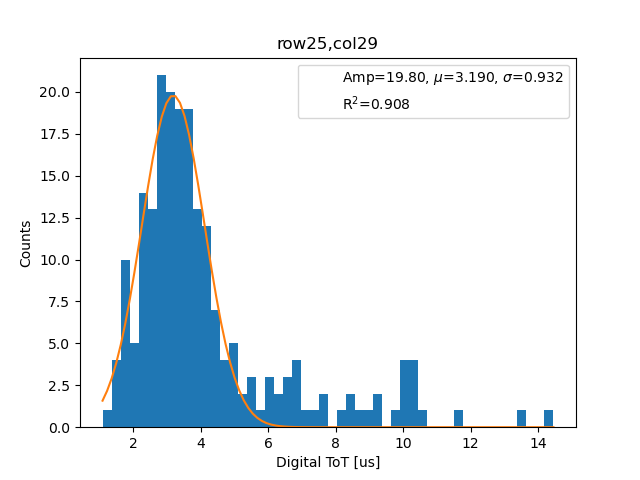 row25,col29
Amp=19.80, μ=3.190, σ=0.932
R²=0.908
20.0
17.5
15.0
12.5
10.0
7.5
5.0
2.5
0.0
Counts
2 4 6 8 10 12 14
Digital ToT [us]